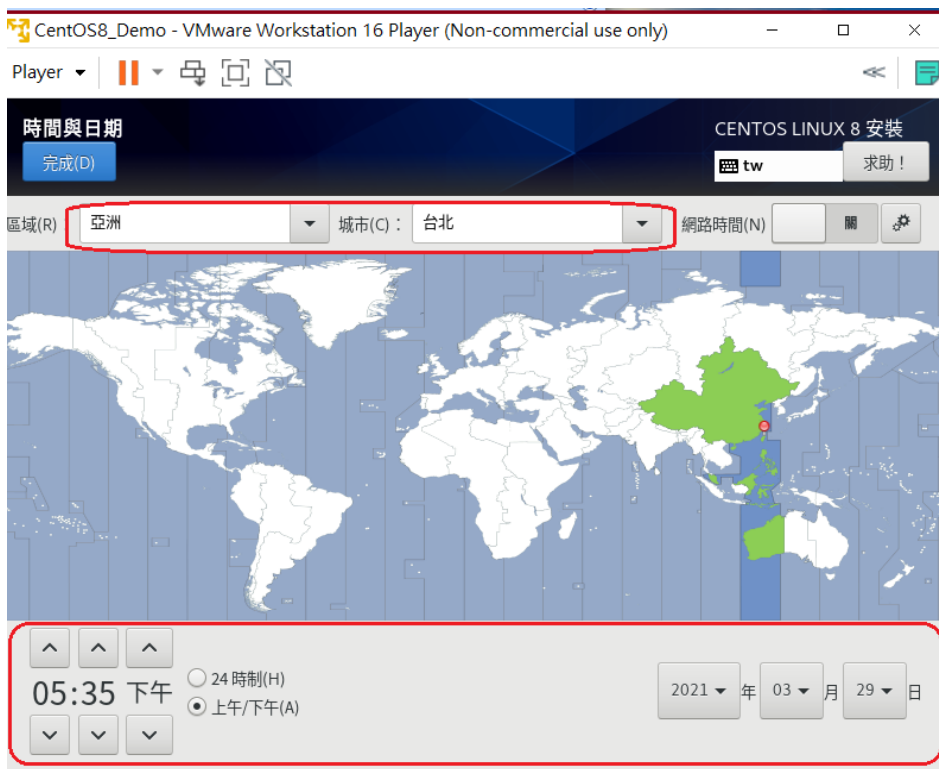 CentOS8_Demo - VMware Workstation 16 Player (Non-commercial use only)
Player
時間與日期
CENTOS LINUX 8 安裝
完成(D)
tw
求助！
區域(R)： 亞洲 城市(C)： 台北 網路時間(N) 關
05:35 下午
24 時制(H)
上午/下午(A)
2021 年 03 月 29 日